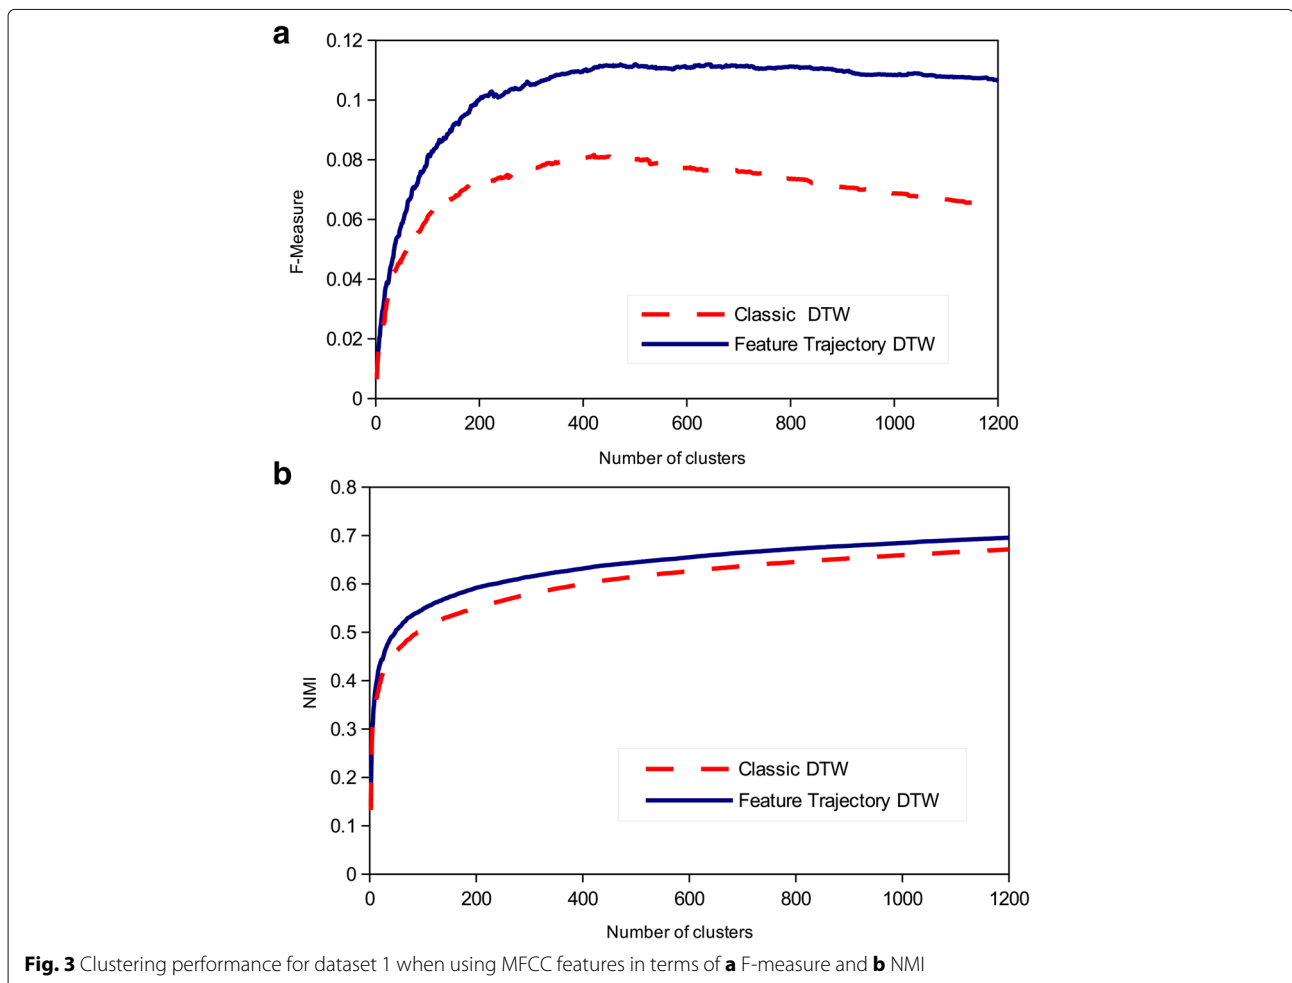 a
0.12
0.1
0.08
0.06
0.04
0.02
0
F-Measure
Classic DTW
Feature Trajectory DTW
0 200 400 600 800 1000 1200
Number of clusters
b
0.8
0.7
0.6
0.5
0.4
0.3
0.2
0.1
0
NMI
Classic DTW
Feature Trajectory DTW
0 200 400 600 800 1000 1200
Number of clusters
Fig. 3 Clustering performance for dataset 1 when using MFCC features in terms of a F-measure and b NMI